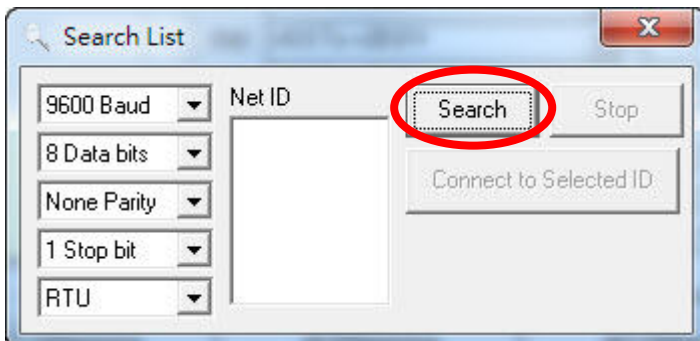 Search List
9600 Baud
8 Data bits
None Parity
1 Stop bit
RTU
Net ID
Search
Stop
Connect to Selected ID